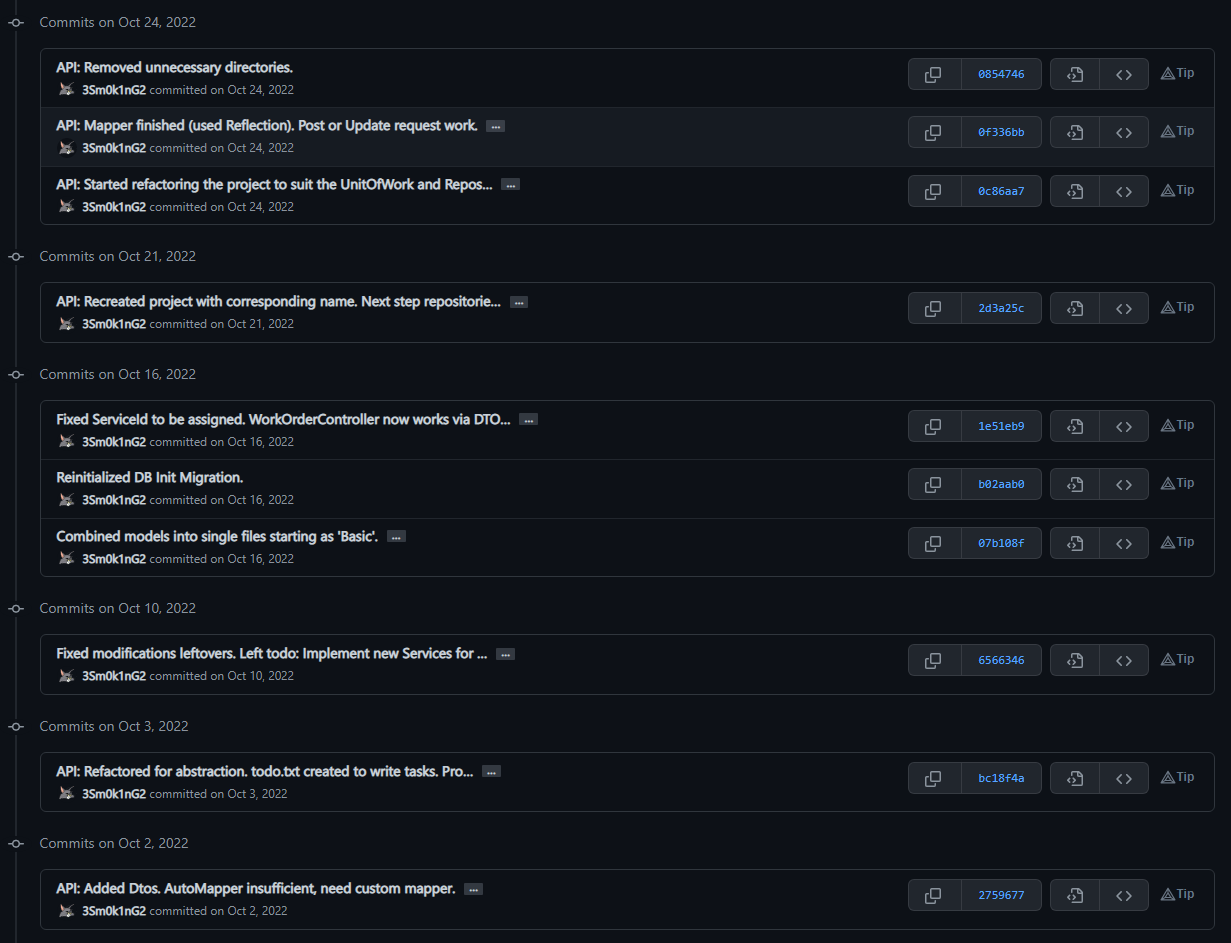 Commits on Oct 24, 2022
API: Removed unnecessary directories.
0854746
Tip
3Sm0k1nG2 committed on Oct 24, 2022
API: Mapper finished (used Reflection). Post or Update request work. ...
0f336bb
Tip
3Sm0k1nG2 committed on Oct 24, 2022
API: Started refactoring the project to suit the UnitOfWork and Repos... ...
0c86aa7
Tip
3Sm0k1nG2 committed on Oct 24, 2022
Commits on Oct 21, 2022
API: Recreated project with corresponding name. Next step repositorie... ...
2d3a25c
Tip
3Sm0k1nG2 committed on Oct 21, 2022
Commits on Oct 16, 2022
Fixed ServiceId to be assigned. WorkOrderController now works via DTO... ...
1e51eb9
Tip
3Sm0k1nG2 committed on Oct 16, 2022
Reinitialized DB Init Migration.
b02aab0
Tip
3Sm0k1nG2 committed on Oct 16, 2022
Combined models into single files starting as 'Basic'. ...
07b108f
Tip
3Sm0k1nG2 committed on Oct 16, 2022
Commits on Oct 10, 2022
Fixed modifications leftovers. Left todo: Implement new Services for ... ...
6566346
Tip
3Sm0k1nG2 committed on Oct 10, 2022
Commits on Oct 3, 2022
API: Refactored for abstraction. todo.txt created to write tasks. Pro... ...
bc18f4a
Tip
3Sm0k1nG2 committed on Oct 3, 2022
Commits on Oct 2, 2022
API: Added Dtos. AutoMapper insufficient, need custom mapper. ...
2759677
Tip
3Sm0k1nG2 committed on Oct 2, 2022